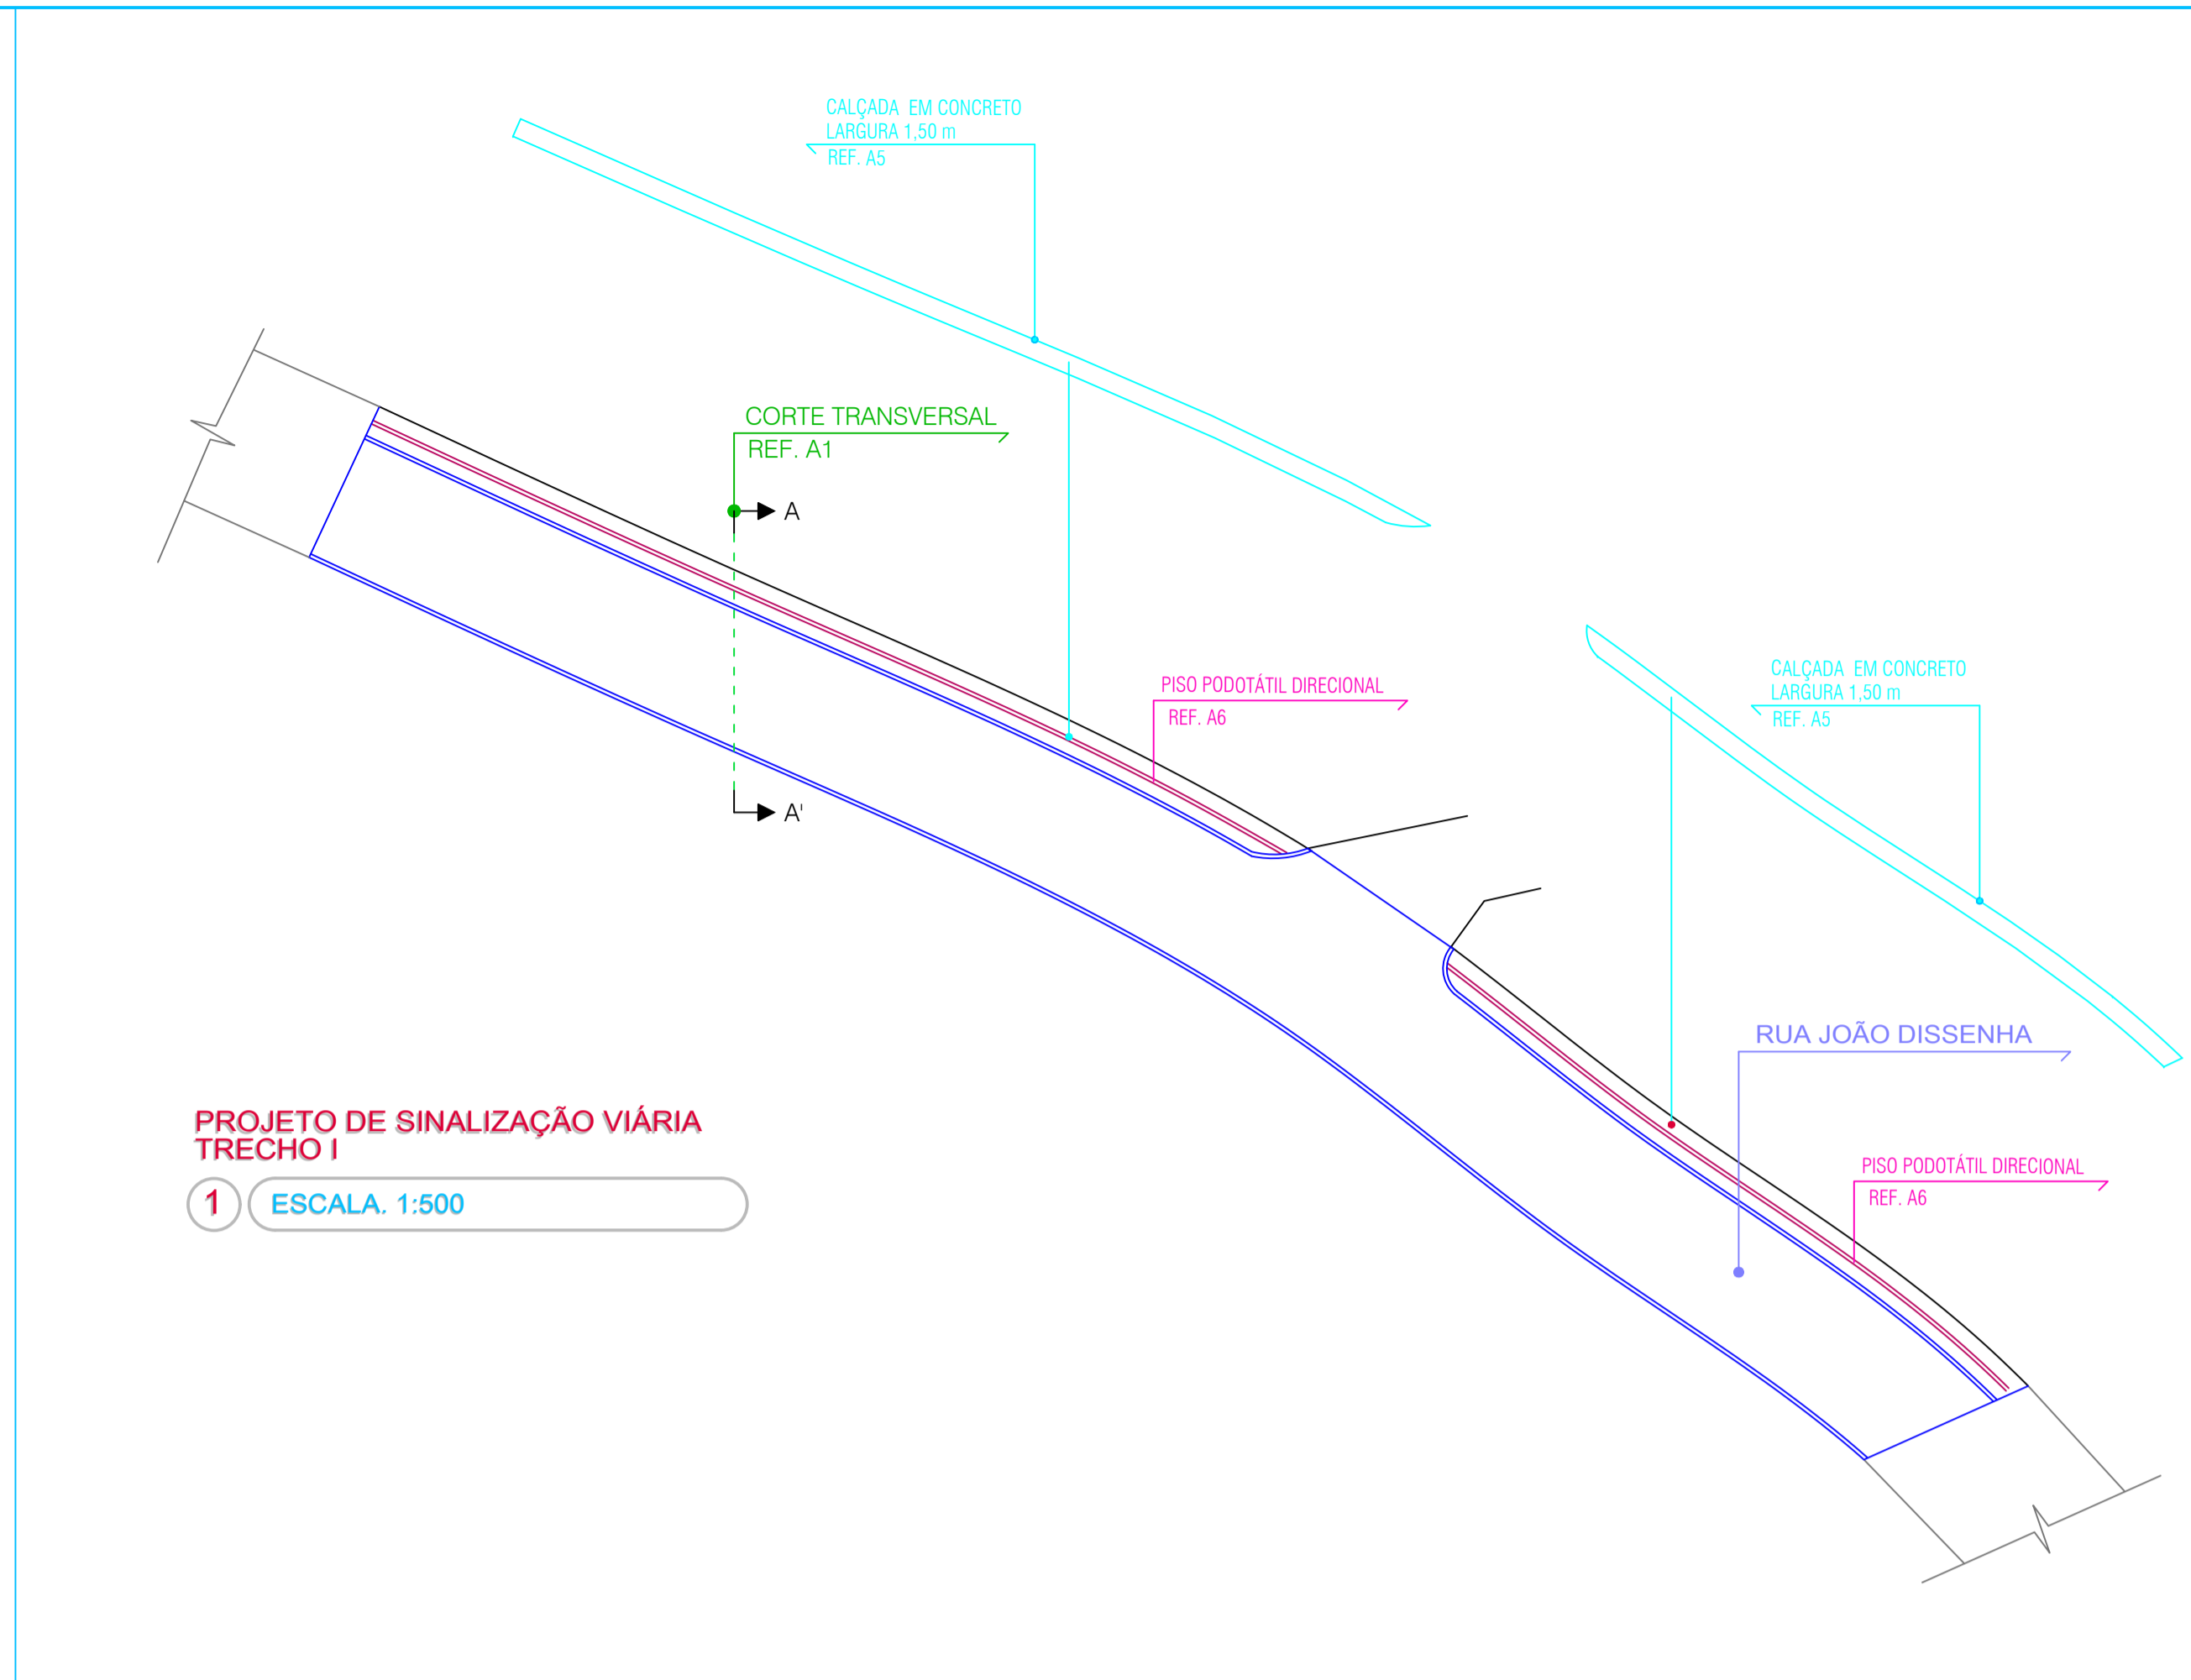 CALÇADA EM CONCRETO
LARGURA 1,50 m
REF. A5
CORTE TRANSVERSAL
REF. A1
A
PISO PODOTÁTIL DIRECIONAL
REF. A6
CALÇADA EM CONCRETO
LARGURA 1,50 m
REF. A5
A'
RUA JOÃO DISSENHA
PROJETO DE SINALIZAÇÃO VIÁRIA
TRECHO I
1 ESCALA. 1:500
PISO PODOTÁTIL DIRECIONAL
REF. A6